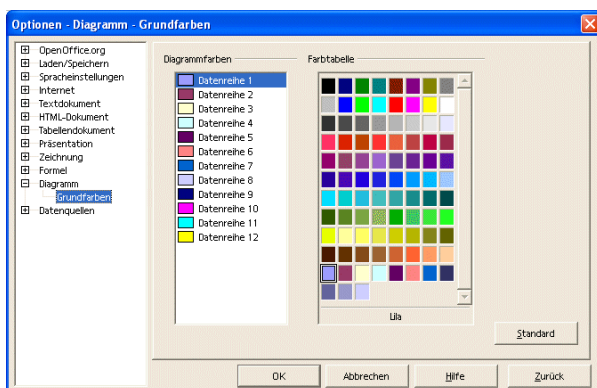 Optionen - Diagramm - Grundfarben
OpenOffice.org
Laden/Speichern
Spracheinstellungen
Internet
Textdokument
HTML-Dokument
Tabellendokument
Präsentation
Zeichnung
Formel
Diagramm
Grundfarben
Datenquellen
Diagrammfarben
Datenreihe 1
Datenreihe 2
Datenreihe 3
Datenreihe 4
Datenreihe 5
Datenreihe 6
Datenreihe 7
Datenreihe 8
Datenreihe 9
Datenreihe 10
Datenreihe 11
Datenreihe 12
Farbtabelle
Lila
Standard
OK
Abbrechen
Hilfe
Zurück